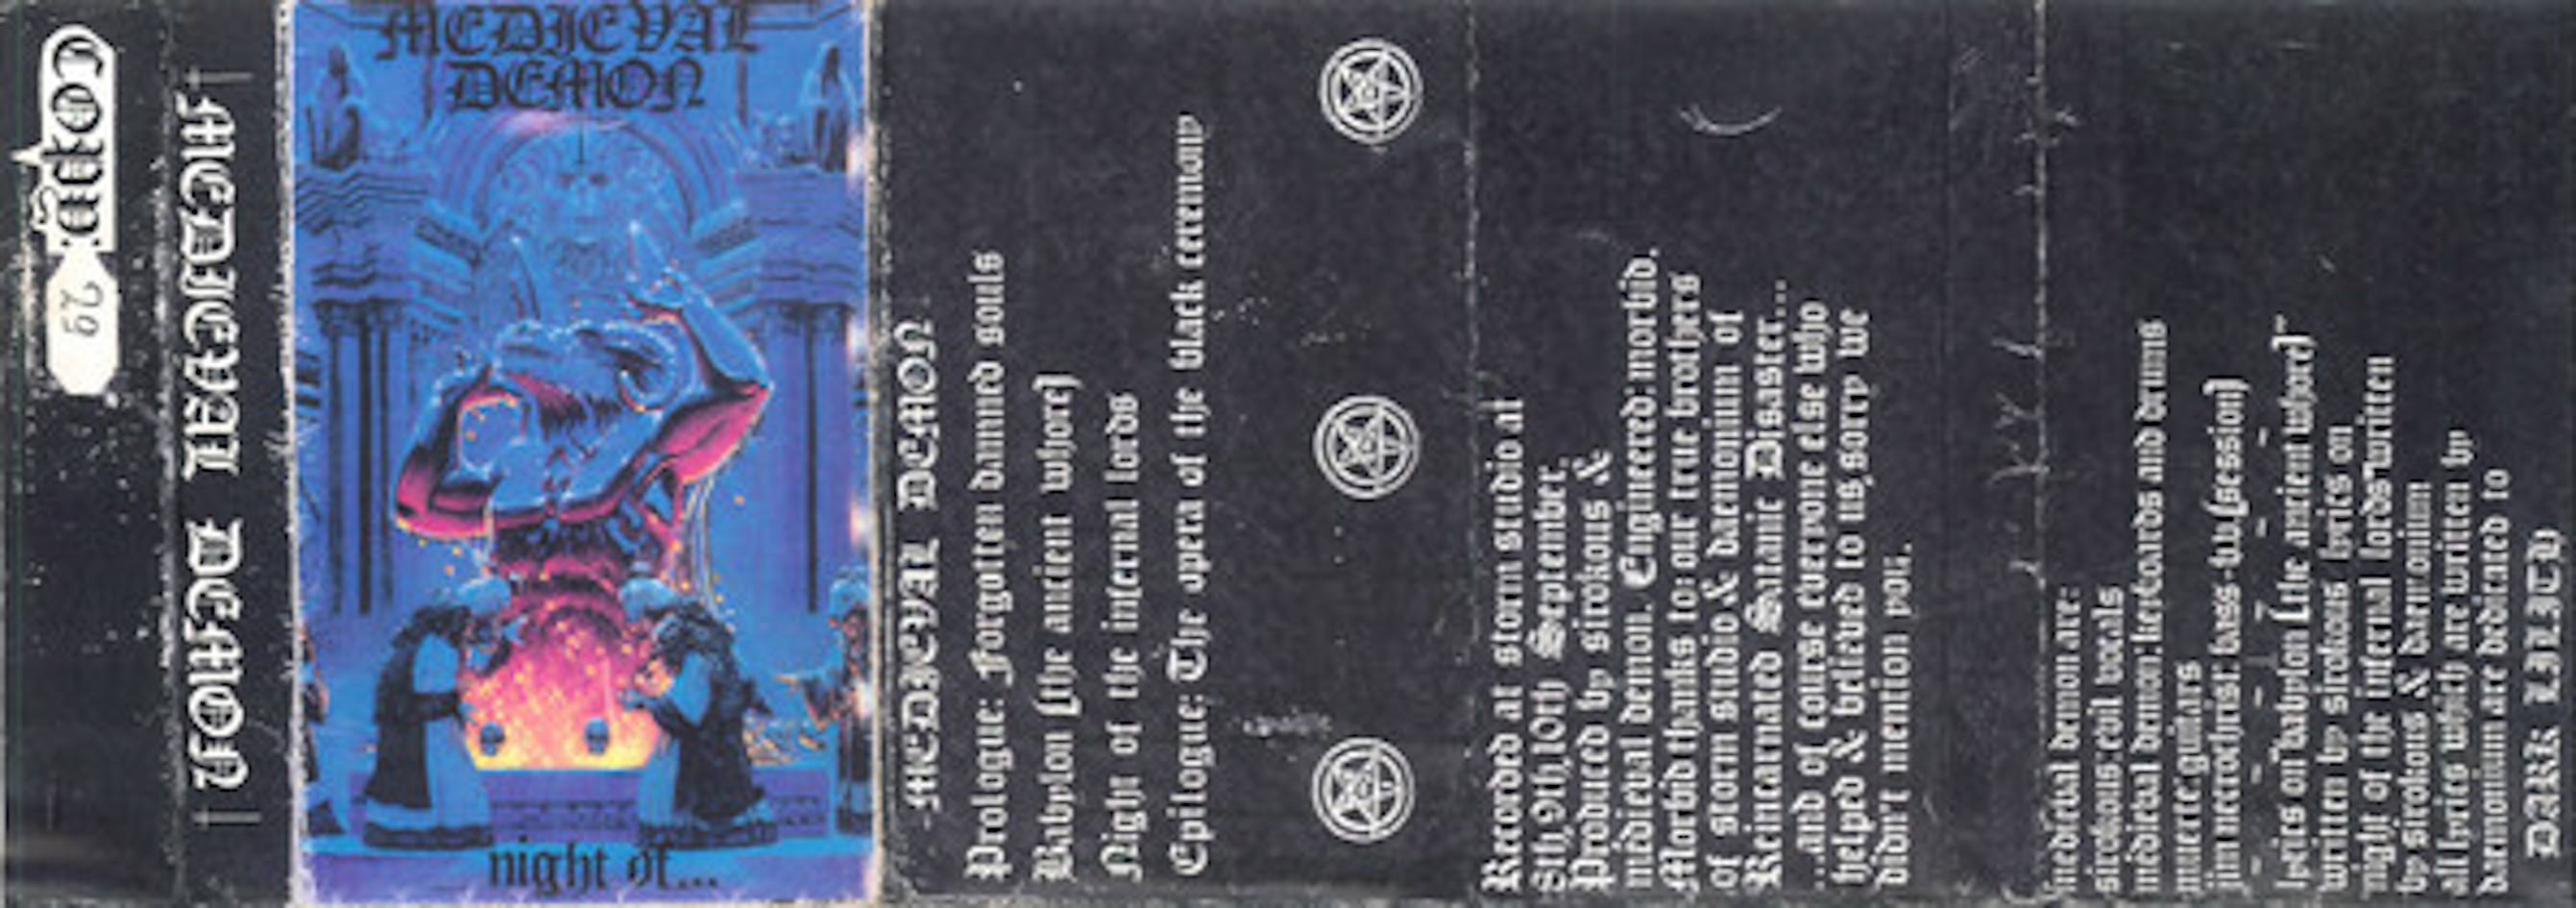 Copy: 29
MEDIEVAL DEMON
MEDIEVAL
DEMON
night of...
MEDIEVAL DEMON
Prologue: Forgotten damned souls
Babylon (the ancient whore)
Night of the infernal lords
Epilogue: The opera of the black ceremony
Recorded at storm studio at
8th,9th,10th September.
Produced by sirokous &
medieval demon. Engineered: morbid.
Morbid thanks to: our true brothers
of storm studio & daemonium of
Reincarnated Satanic Disaster...
...and of course everyone else who
helped & believed to us,sorry we
didn't mention you.
medieval demon are:
sirokous: evil vocals
medieval demon: keyboards and drums
guitars
jim necrochrist: bass (session)
lyrics on "babylon (the ancient whore)"
written by sirokous lyrics on
"night of the infernal lords" written
by sirokous & daemonium
all lyrics which are written by
daemonium are dedicated to
DARK LILITH